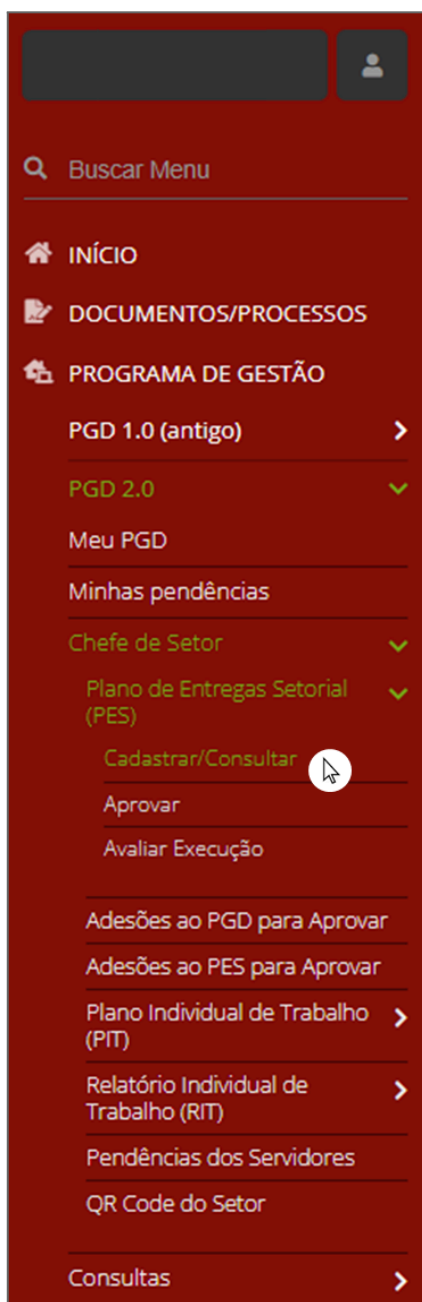 Buscar Menu
INÍCIO
DOCUMENTOS/PROCESSOS
PROGRAMA DE GESTÃO
PGD 1.0 (antigo)
PGD 2.0
Meu PGD
Minhas pendências
Chefe de Setor
Plano de Entregas Setorial
(PES)
Cadastrar/Consultar
Aprovar
Avaliar Execução
Adesões ao PGD para Aprovar
Adesões ao PES para Aprovar
Plano Individual de Trabalho
(PIT)
Relatório Individual de
Trabalho (RIT)
Pendências dos Servidores
QR Code do Setor
Consultas